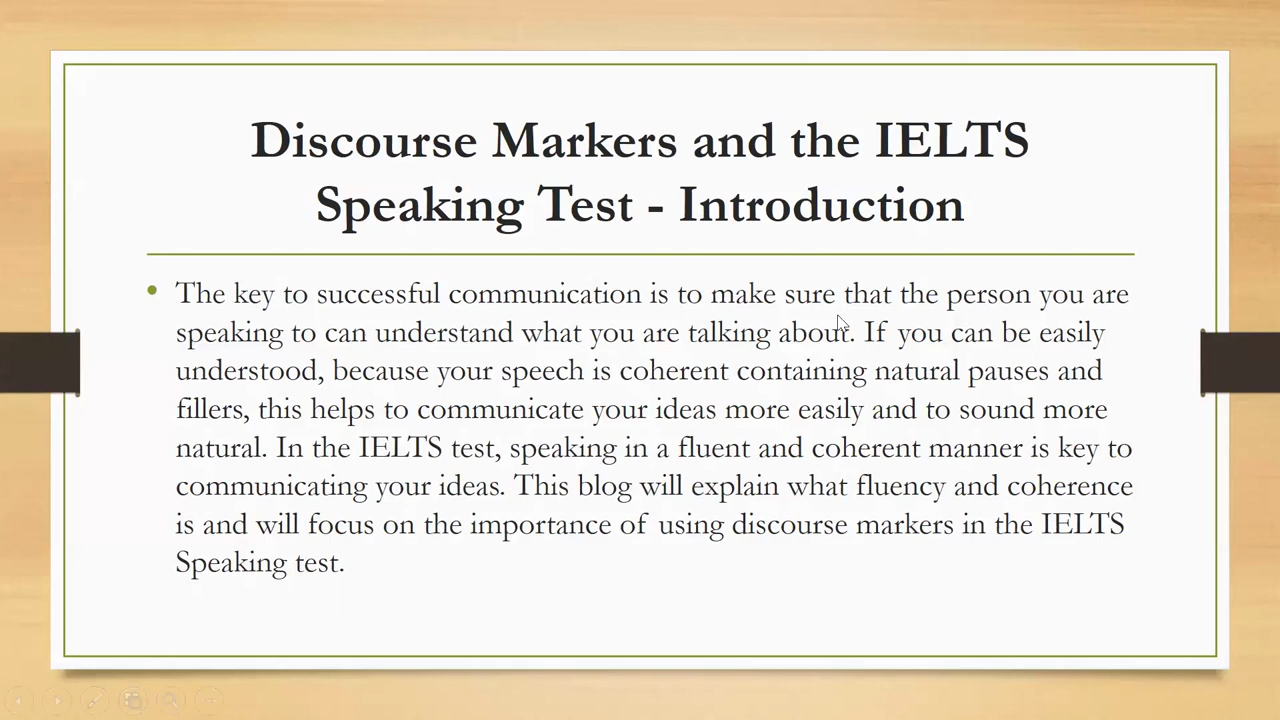 Discourse Markers and the IELTS
Speaking Test - Introduction
• The key to successful communication is to make sure that the person you are
speaking to can understand what you are talking about. If you can be easily
understood, because your speech is coherent containing natural pauses and
fillers, this helps to communicate your ideas more easily and to sound more
natural. In the IELTS test, speaking in a fluent and coherent manner is key to
communicating your ideas. This blog will explain what fluency and coherence
is and will focus on the importance of using discourse markers in the IELTS
Speaking test.